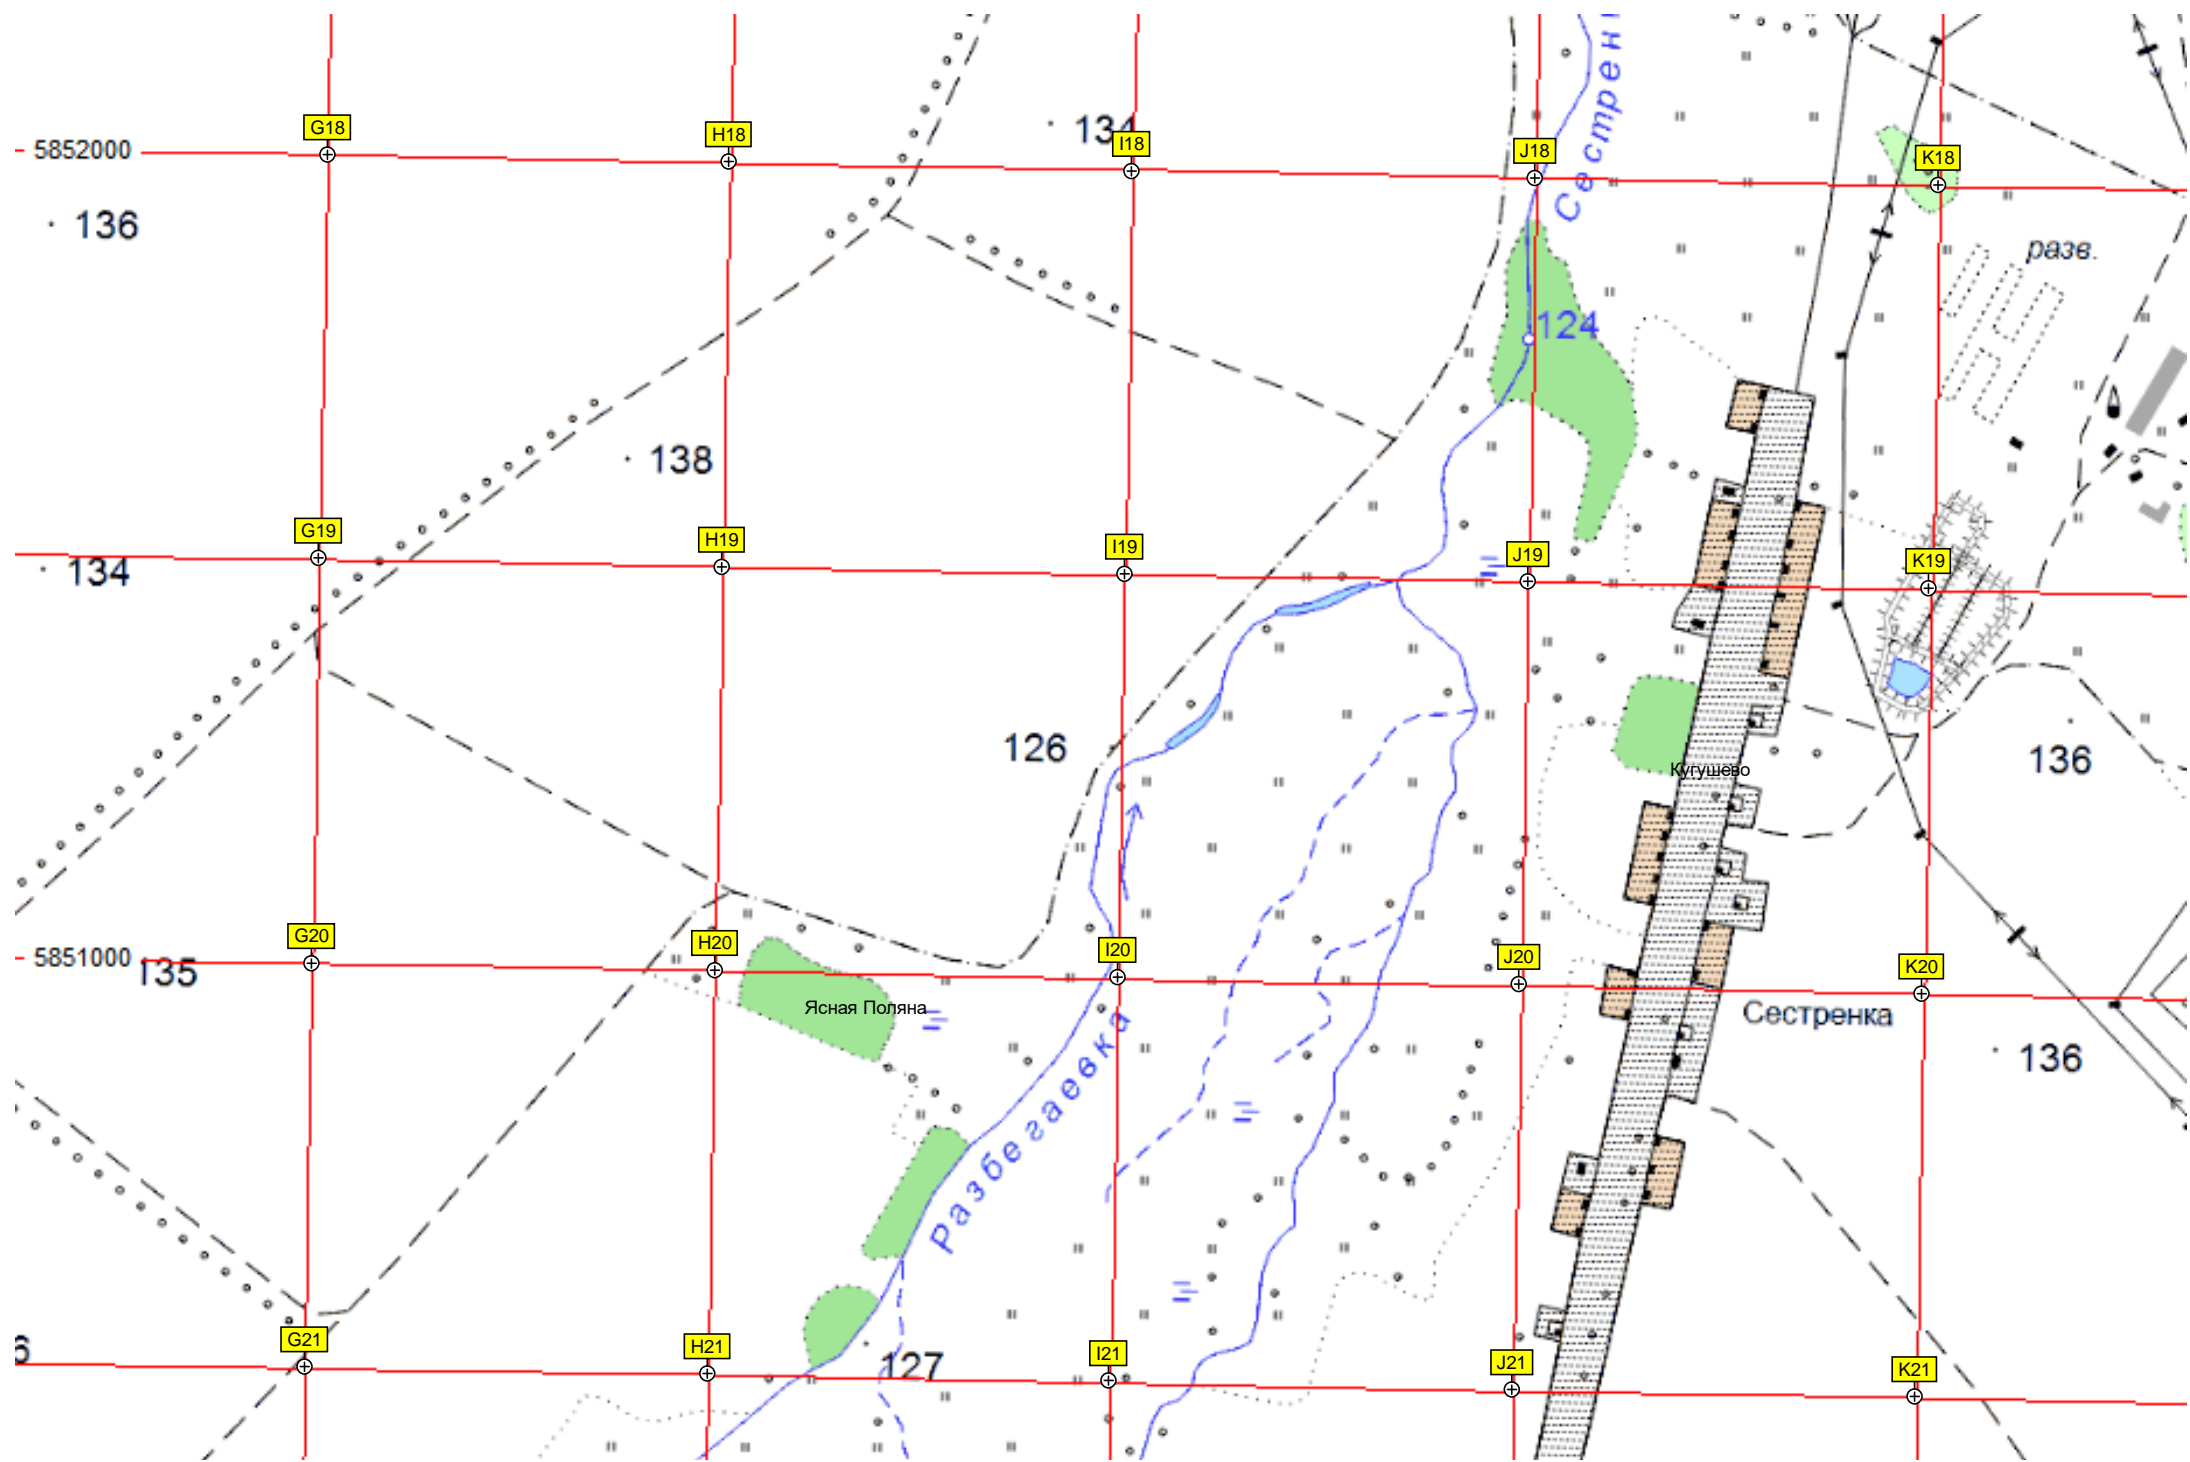 Сестрен
134
G18
H18
I18
J18
K18
5852000
136
разв.
124
138
G19
H19
I19
J19
K19
134
126
136
Кугушево
G20
H20
I20
J20
K20
5851000
135
Ясная Поляна
Сестренка
136
Разбегаевка
G21
H21
I21
J21
K21
127